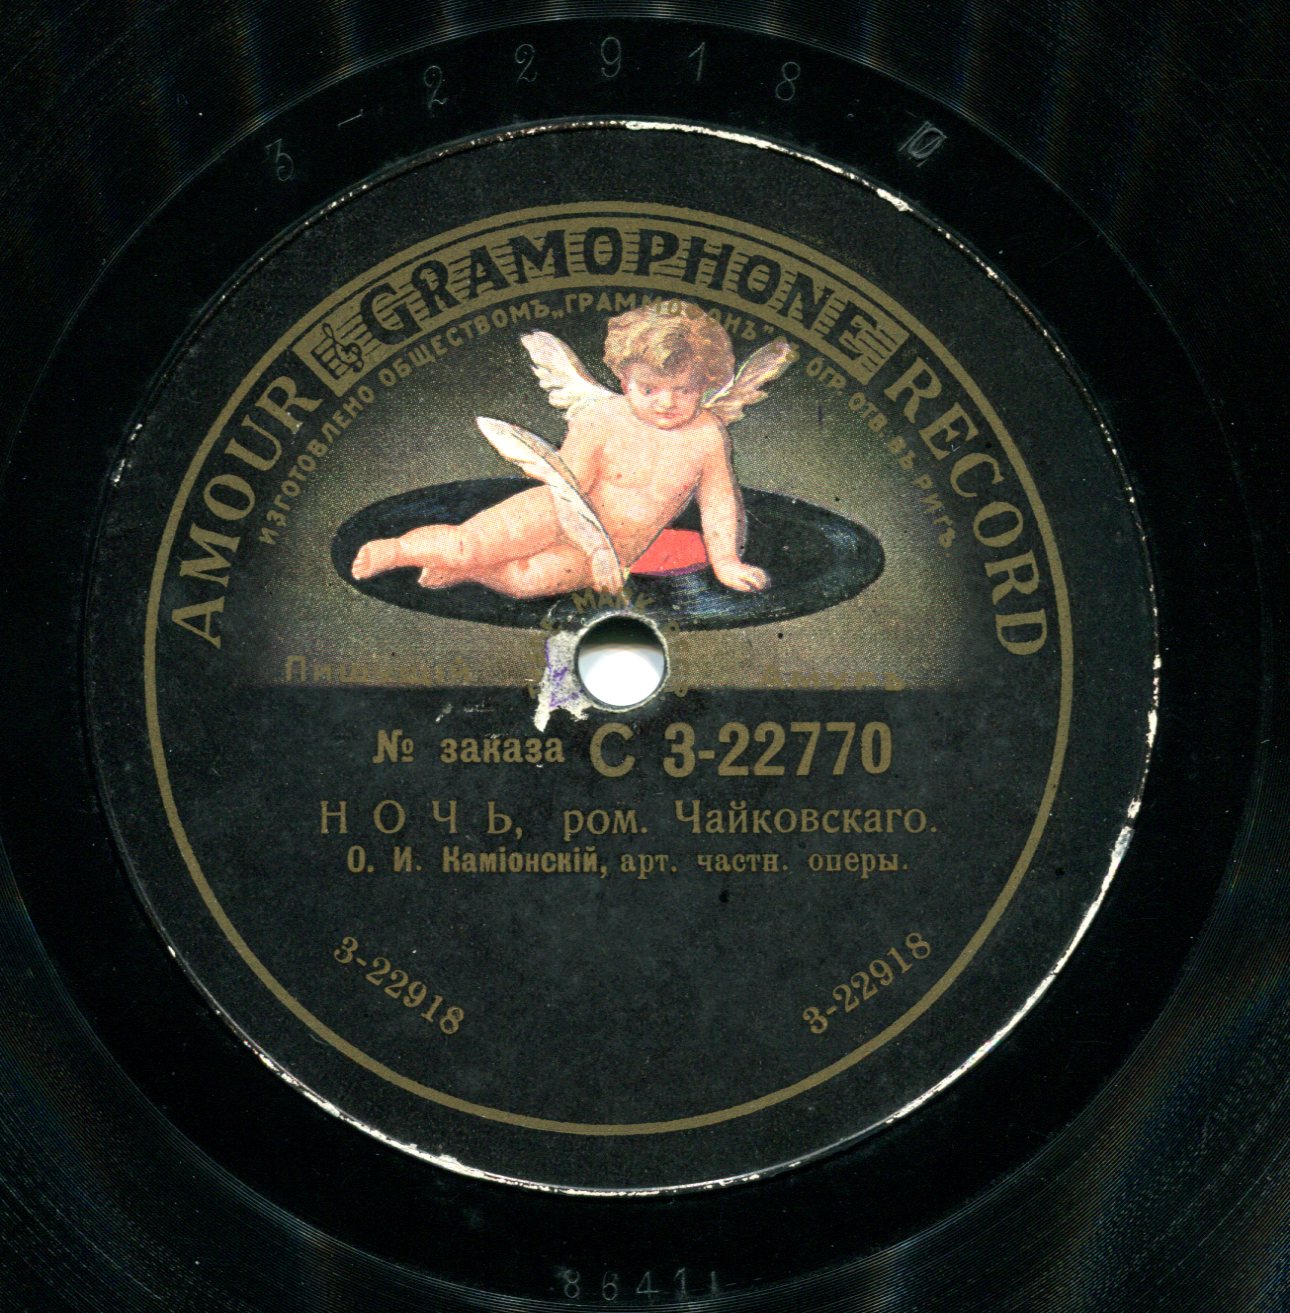 3-22918
AMOUR GRAMOPHONE RECORD
ИЗГОТОВЛЕНО ОБЩЕСТВОМЪ „ГРАММОФОНЪ" ОГР. ОТВ. ВЪ РИГѢ.
№ заказа С 3-22770
НОЧЬ, ром. Чайковскаго.
О. И. Каміонскій, арт. частн. оперы.
3-22918
3-22918